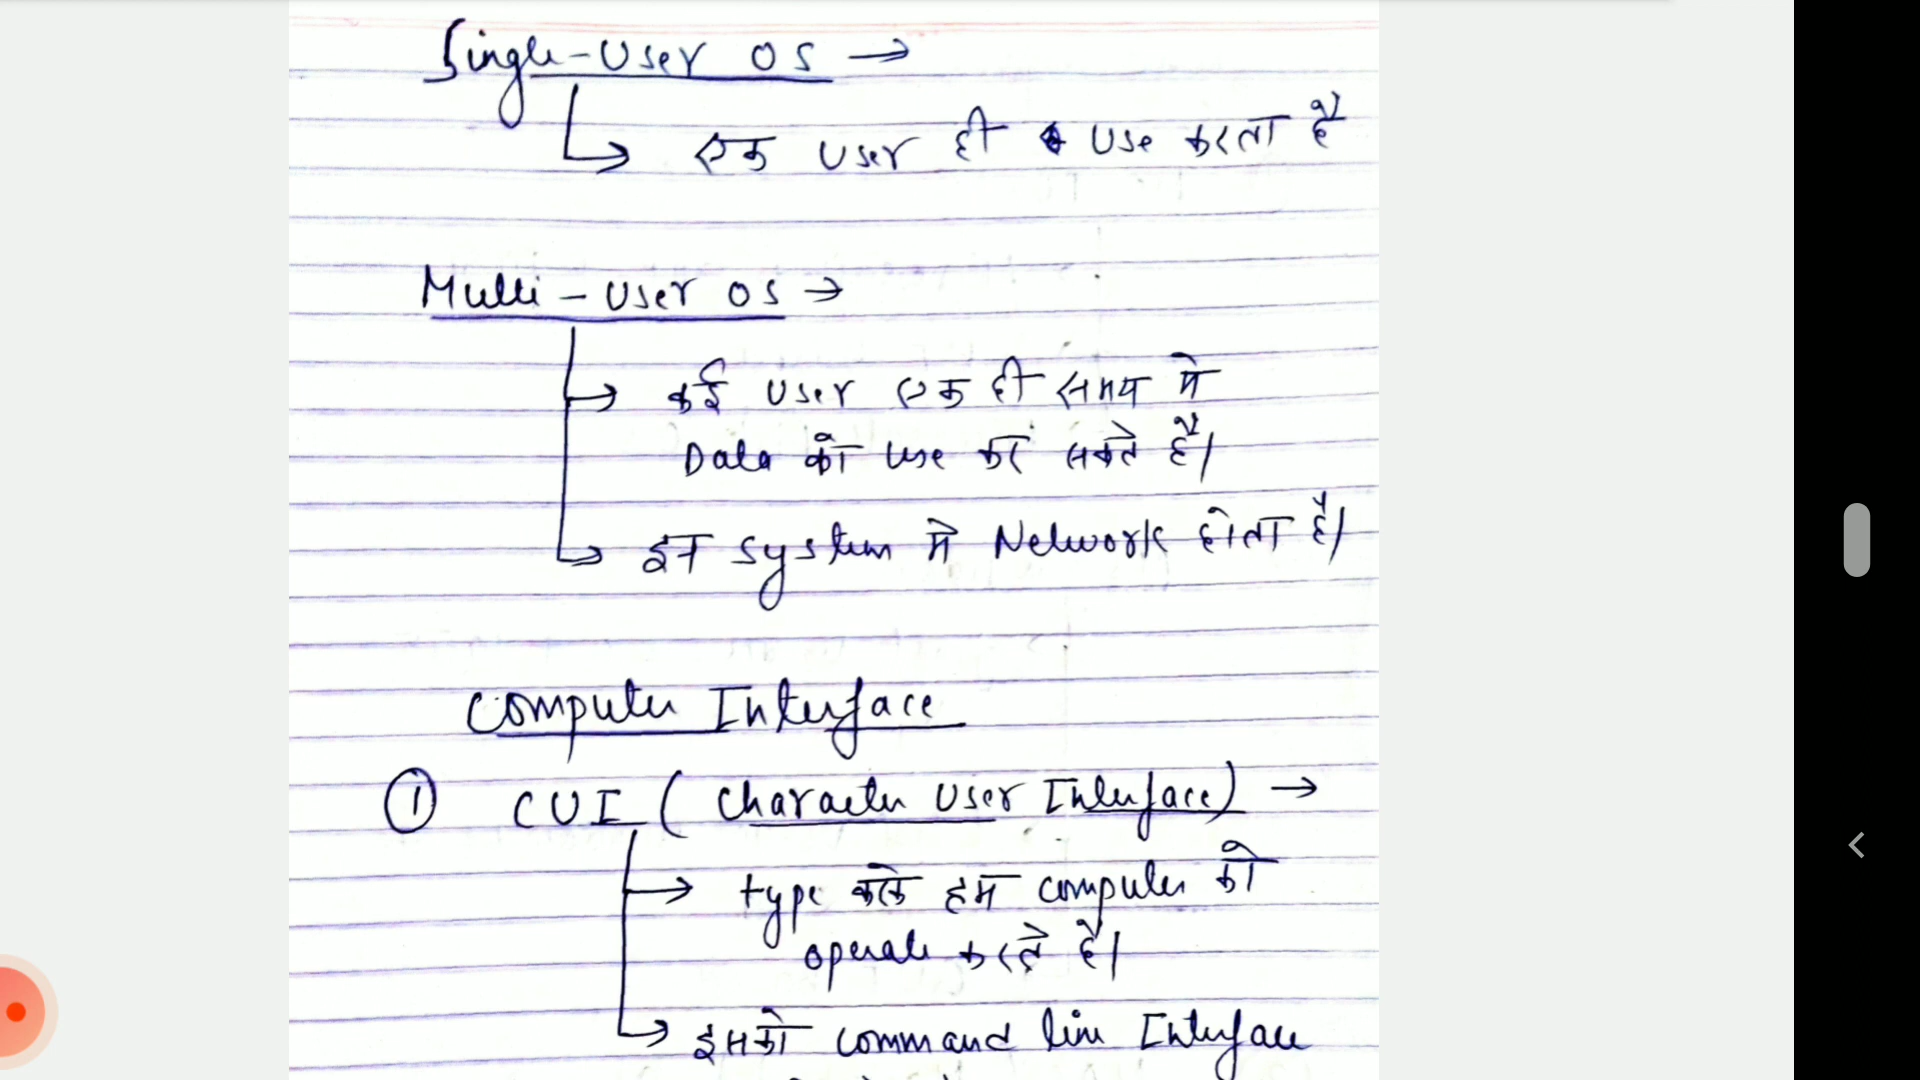 Single-User OS →
→ एक User ही Use करता है
Multi-User OS →
→ कई User एक ही समय में
Data को use कर सकते हैं।
→ इन System में Network होता है।
Computer Interface
① CUI (Character User Interface) →
→ type करके हम computer को
operate करते हैं।
→ इसको command line Interface